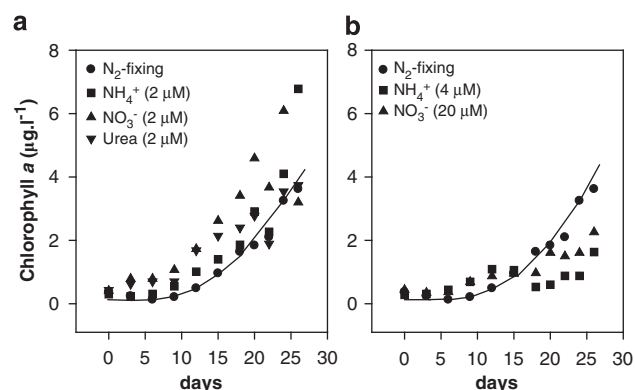 a
8
6
4
2
0
Chlorophyll a (μg.l⁻¹)
N₂-fixing
NH₄⁺ (2 μM)
NO₃⁻ (2 μM)
Urea (2 μM)
0 5 10 15 20 25 30
days
b
8
6
4
2
0
N₂-fixing
NH₄⁺ (4 μM)
NO₃⁻ (20 μM)
0 5 10 15 20 25 30
days